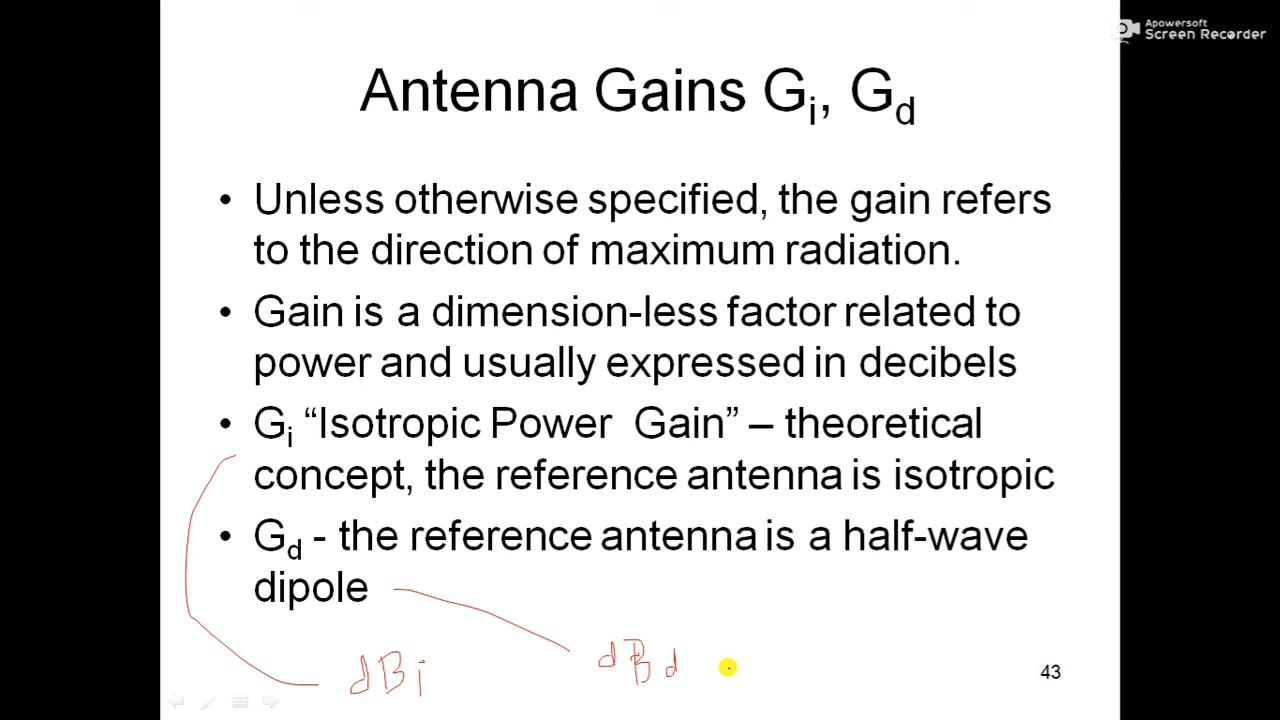 Apowersoft
Screen Recorder
Antenna Gains Gi, Gd
• Unless otherwise specified, the gain refers
to the direction of maximum radiation.
• Gain is a dimension-less factor related to
power and usually expressed in decibels
• Gi “Isotropic Power Gain” – theoretical
concept, the reference antenna is isotropic
• Gd - the reference antenna is a half-wave
dipole
dBi
dBd
43